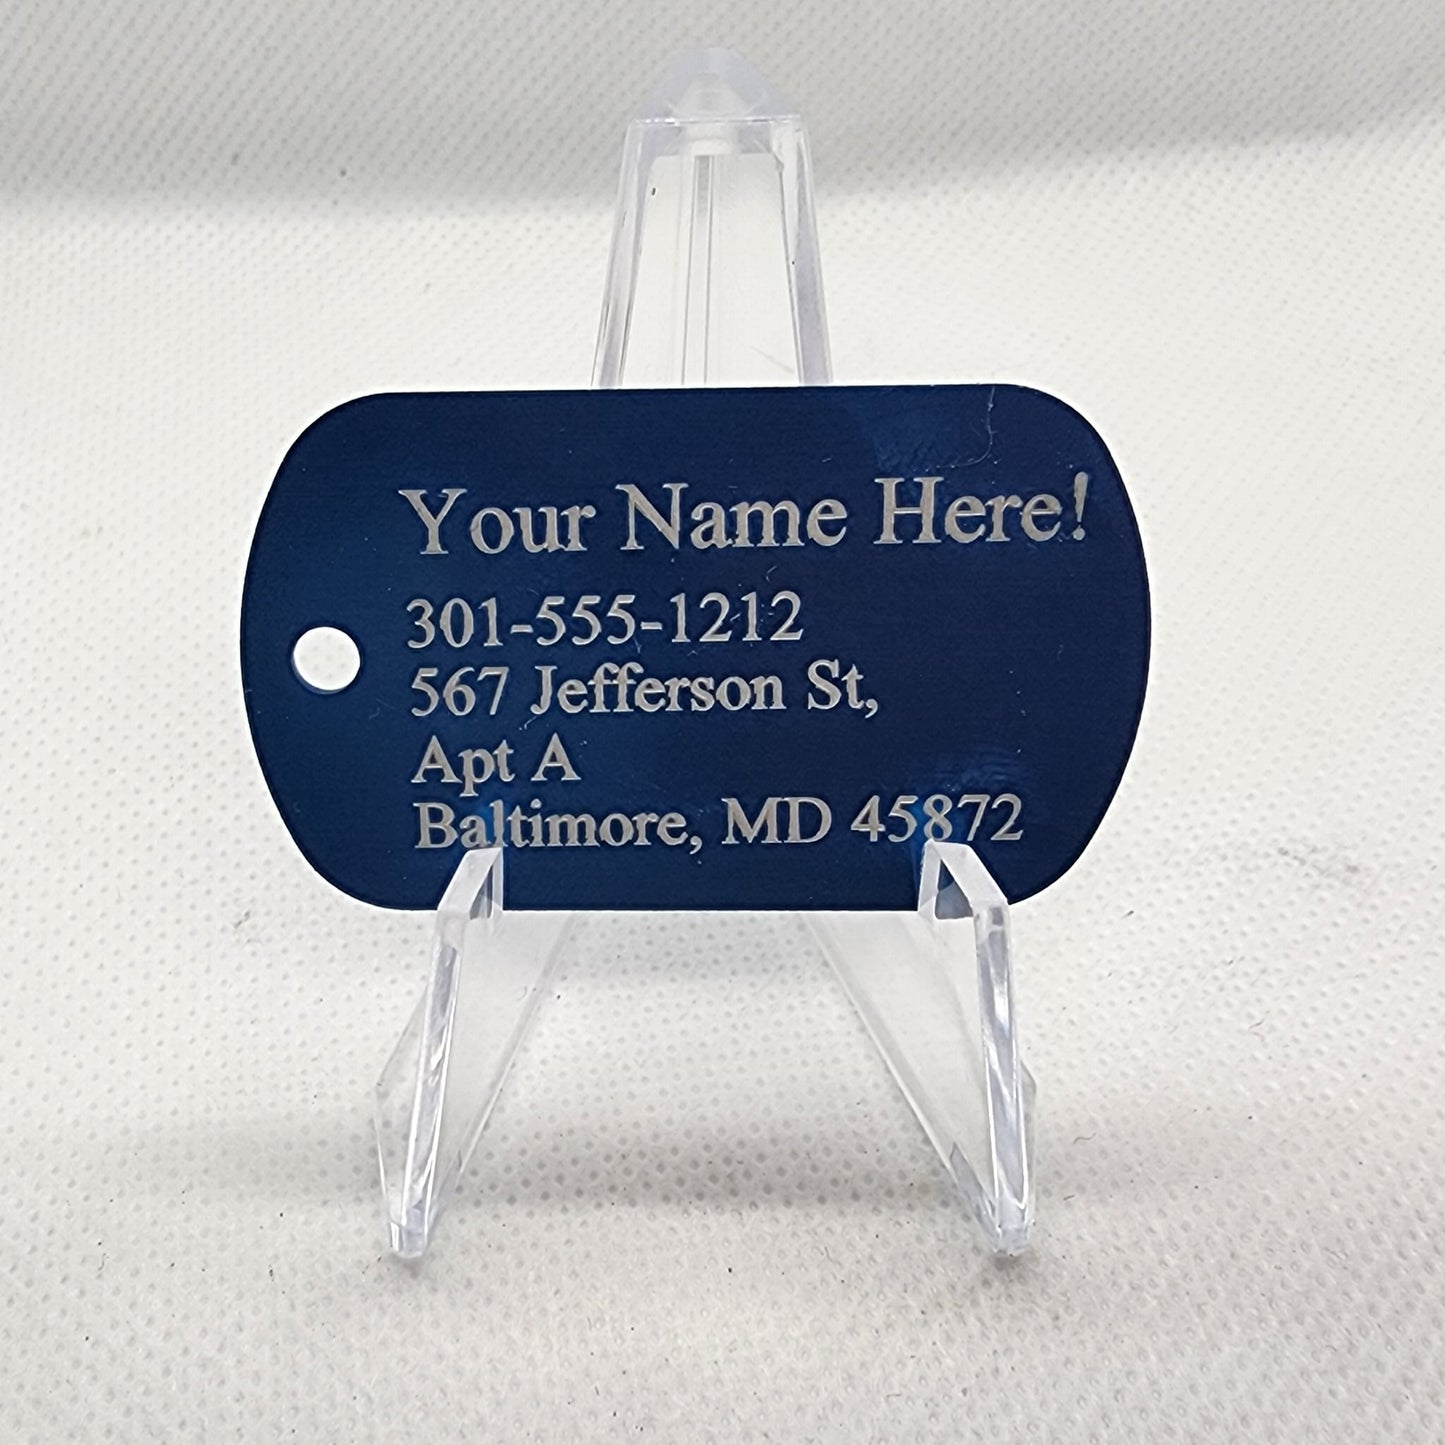 Your Name Here!
301-555-1212
567 Jefferson St,
Apt A
Baltimore, MD 45872